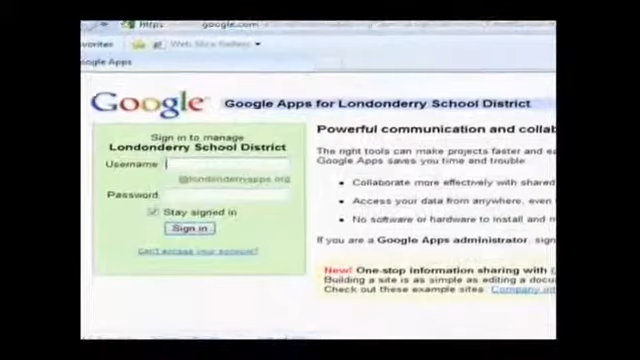 google.com
Web Slice Gallery
Google Apps
Google
Google Apps for Londonderry School District
Sign in to manage
Londonderry School District
Username
@londonderryapps.org
Password
Stay signed in
Sign in
Can't access your account?
Powerful communication and collab
The right tools can make projects faster and ea
Google Apps saves you time and trouble
Collaborate more effectively with shared
Access your data from anywhere, even
No software or hardware to install and m
If you are a Google Apps administrator, sign
New! One-stop information sharing with
Building a site is as simple as editing a docu
Check out these example sites Company